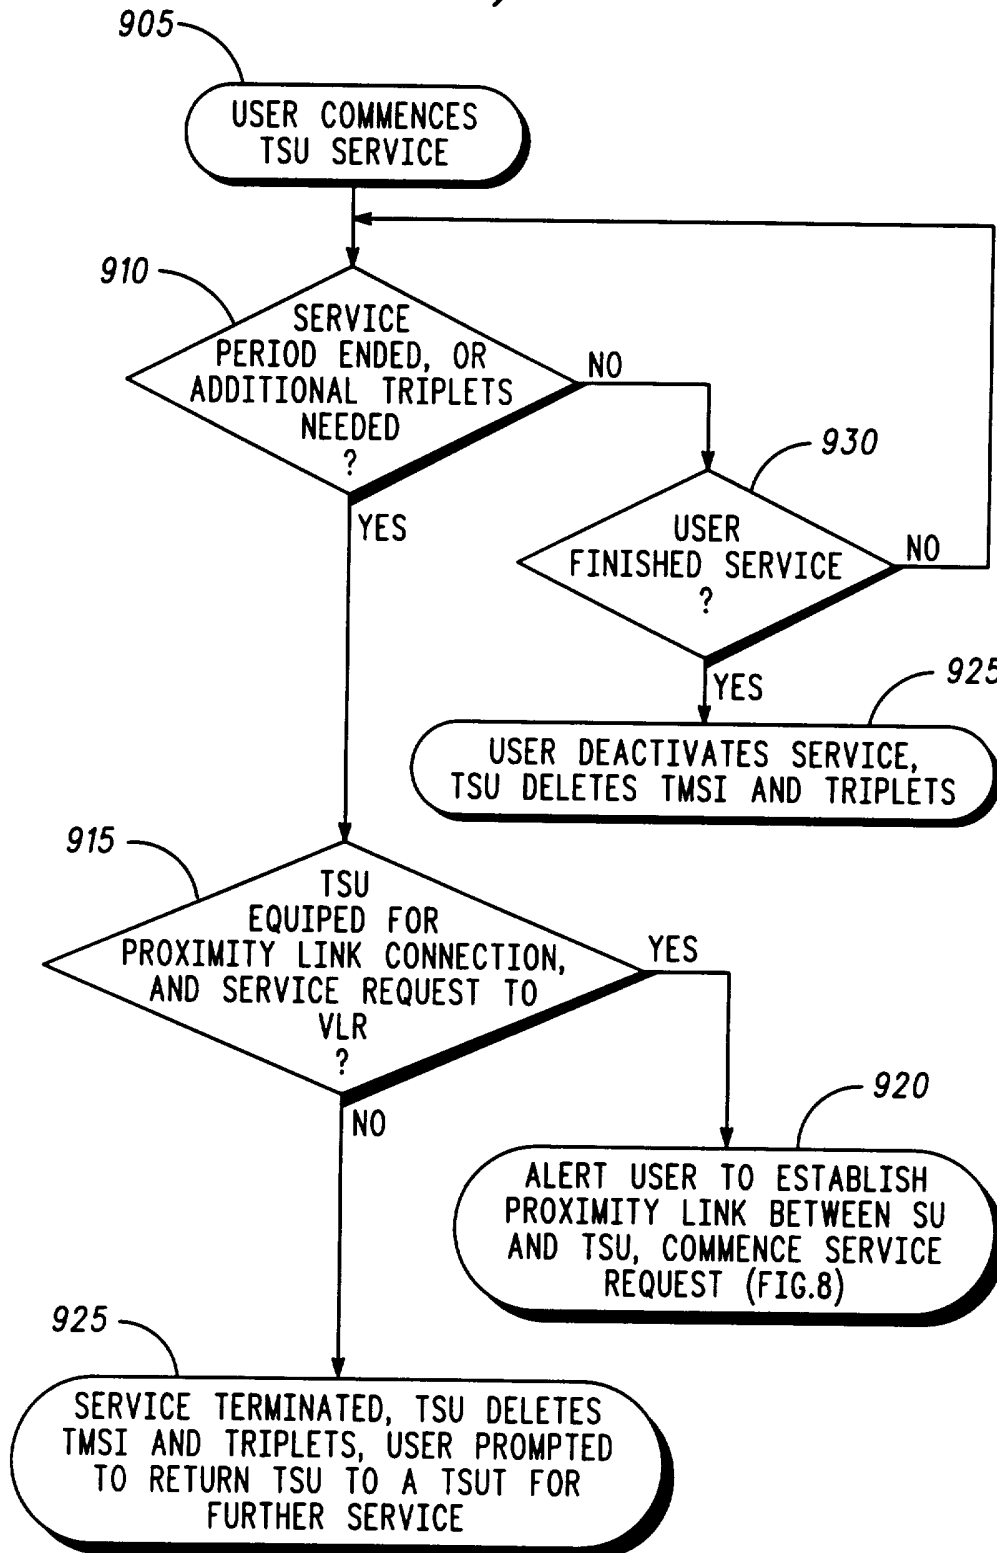 905
USER COMMENCES
TSU SERVICE
910
SERVICE
PERIOD ENDED, OR
ADDITIONAL TRIPLETS
NEEDED
?
NO
YES
930
USER
FINISHED SERVICE
?
NO
YES
925
USER DEACTIVATES SERVICE,
TSU DELETES TMSI AND TRIPLETS
915
TSU
EQUIPED FOR
PROXIMITY LINK CONNECTION,
AND SERVICE REQUEST TO
VLR
?
YES
NO
920
ALERT USER TO ESTABLISH
PROXIMITY LINK BETWEEN SU
AND TSU, COMMENCE SERVICE
REQUEST (FIG.8)
925
SERVICE TERMINATED, TSU DELETES
TMSI AND TRIPLETS, USER PROMPTED
TO RETURN TSU TO A TSUT FOR
FURTHER SERVICE